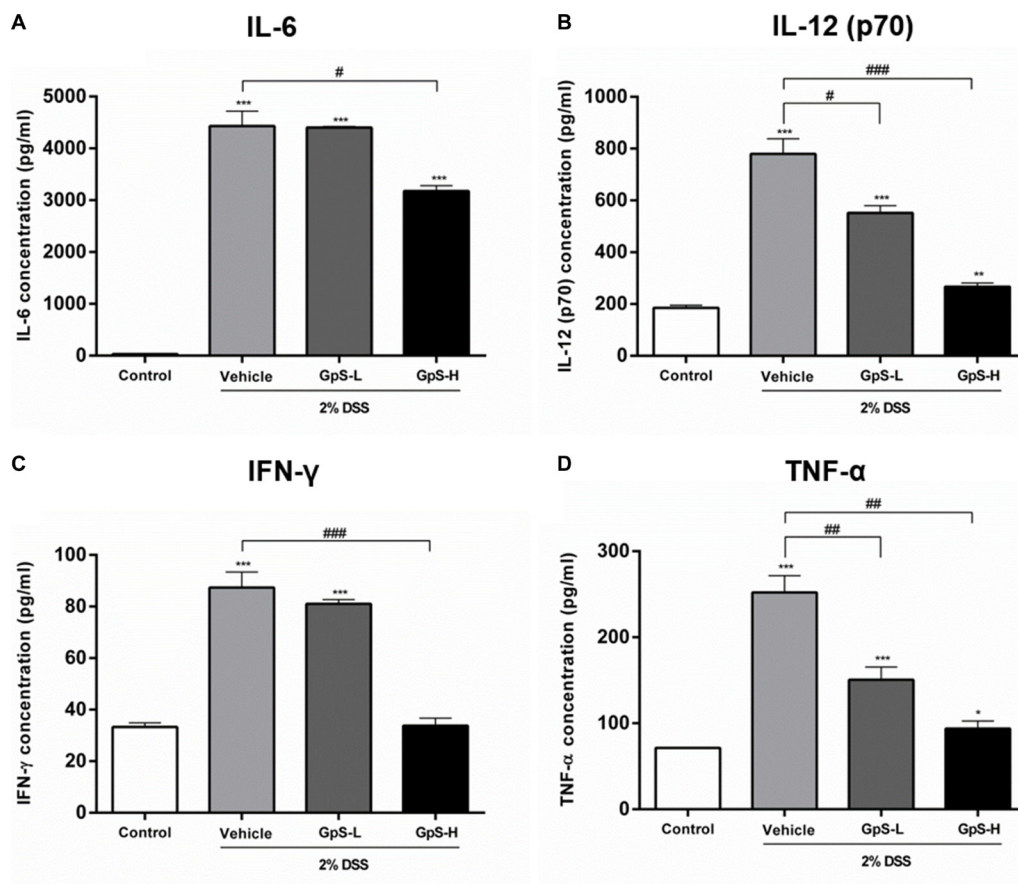 A
IL-6
#
5000
4000
3000
2000
1000
0
IL-6 concentration (pg/ml)
***
***
***
Control
Vehicle
GpS-L
GpS-H
2% DSS
B
IL-12 (p70)
###
#
1000
800
600
400
200
0
IL-12 (p70) concentration (pg/ml)
***
***
**
Control
Vehicle
GpS-L
GpS-H
2% DSS
C
IFN-γ
###
100
80
60
40
20
0
IFN-γ concentration (pg/ml)
***
***
Control
Vehicle
GpS-L
GpS-H
2% DSS
D
TNF-α
##
##
300
200
100
0
TNF-α concentration (pg/ml)
***
***
*
Control
Vehicle
GpS-L
GpS-H
2% DSS